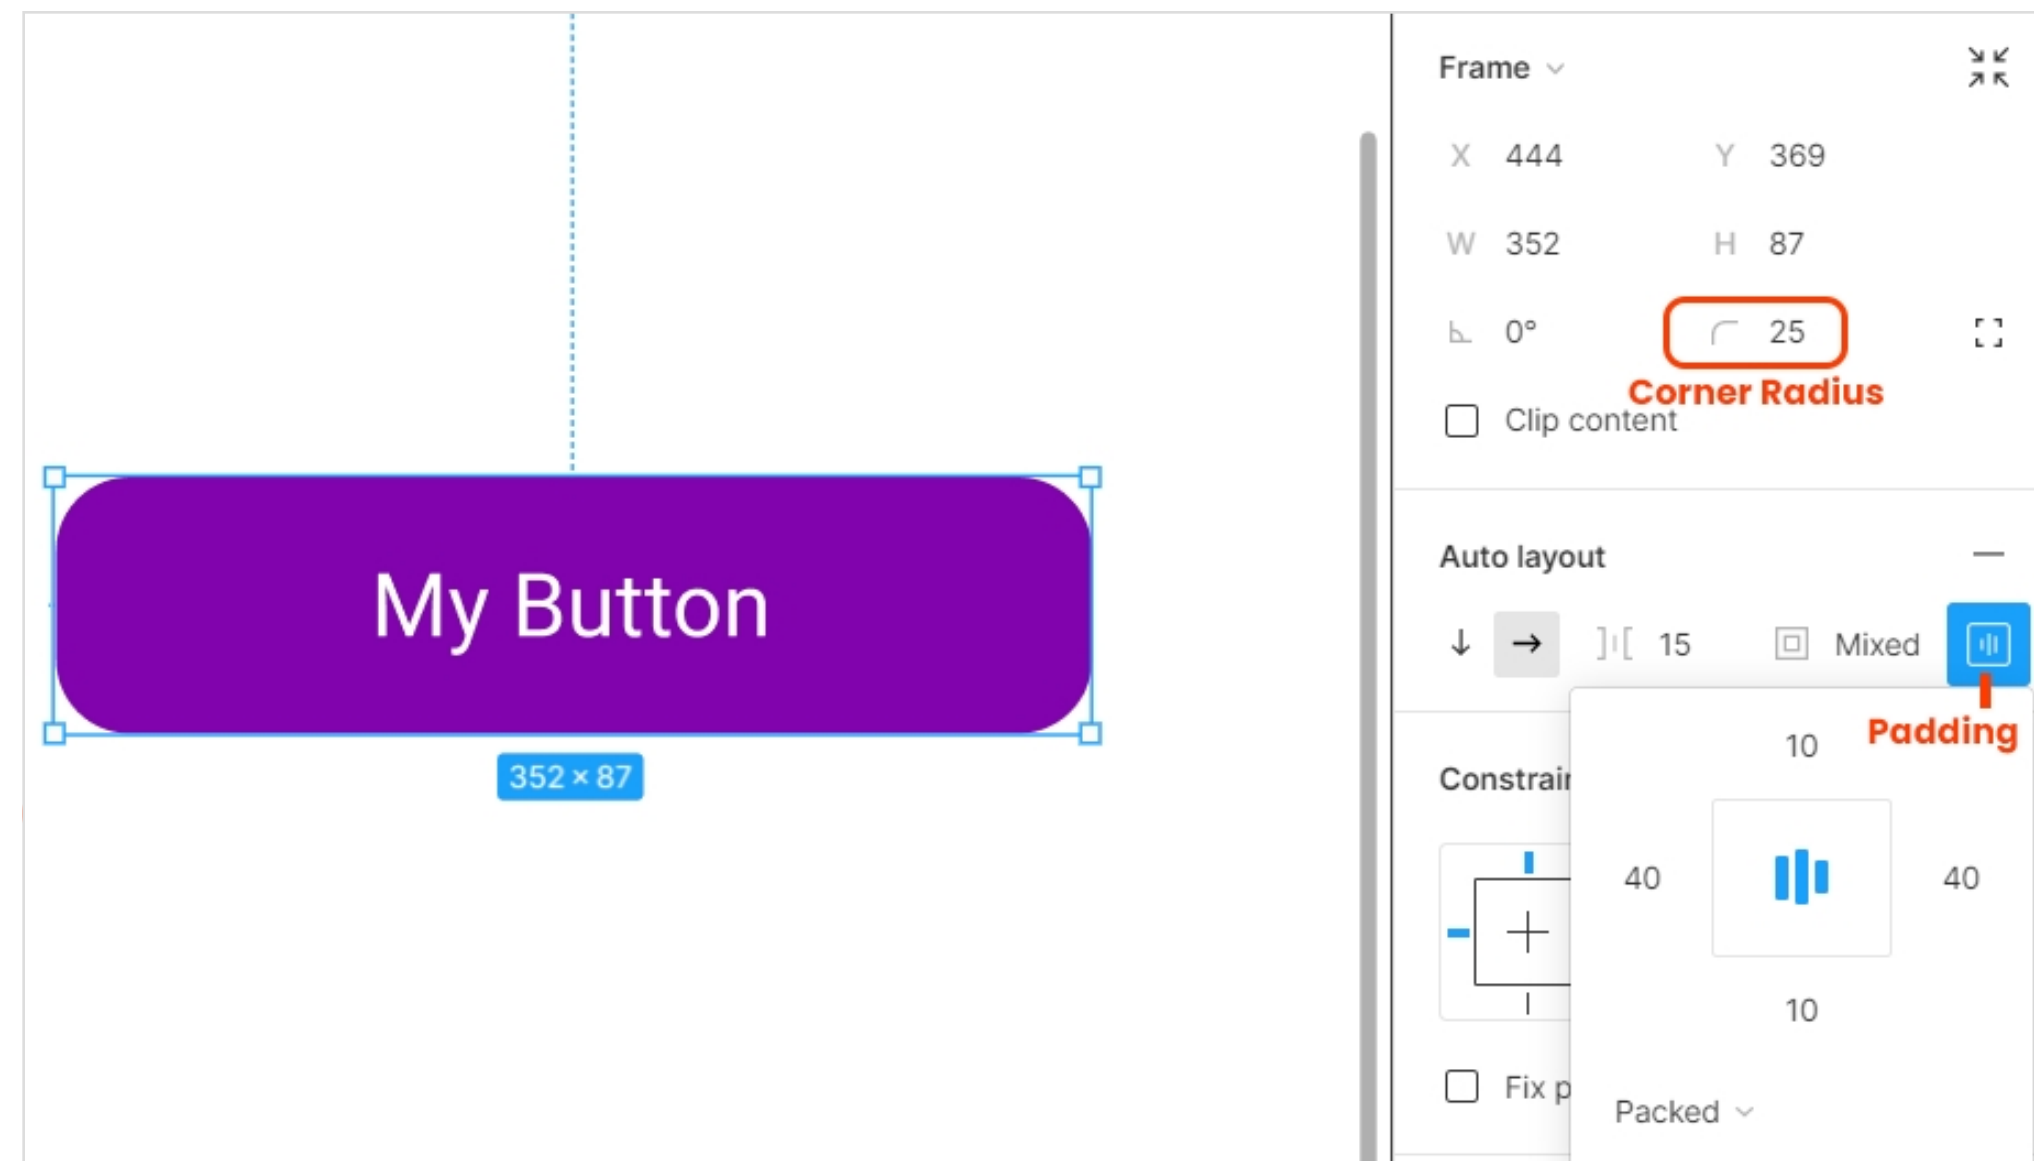 Frame
X 444 Y 369
W 352 H 87
0° 25
Corner Radius
Clip content
My Button
352 × 87
Auto layout
15 Mixed
Padding
10
Constrain
40 40
10
Fix p
Packed